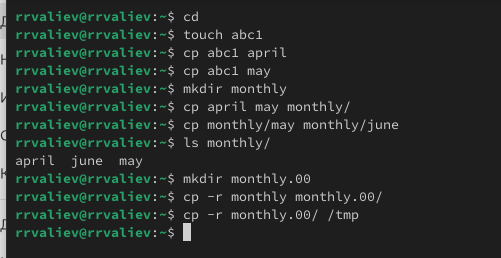 rrvaliev@rrvaliev:~$ cd
rrvaliev@rrvaliev:~$ touch abc1
rrvaliev@rrvaliev:~$ cp abc1 april
rrvaliev@rrvaliev:~$ cp abc1 may
rrvaliev@rrvaliev:~$ mkdir monthly
rrvaliev@rrvaliev:~$ cp april may monthly/
rrvaliev@rrvaliev:~$ cp monthly/may monthly/june
rrvaliev@rrvaliev:~$ ls monthly/
april  june  may
rrvaliev@rrvaliev:~$ mkdir monthly.00
rrvaliev@rrvaliev:~$ cp -r monthly monthly.00/
rrvaliev@rrvaliev:~$ cp -r monthly.00/ /tmp
rrvaliev@rrvaliev:~$